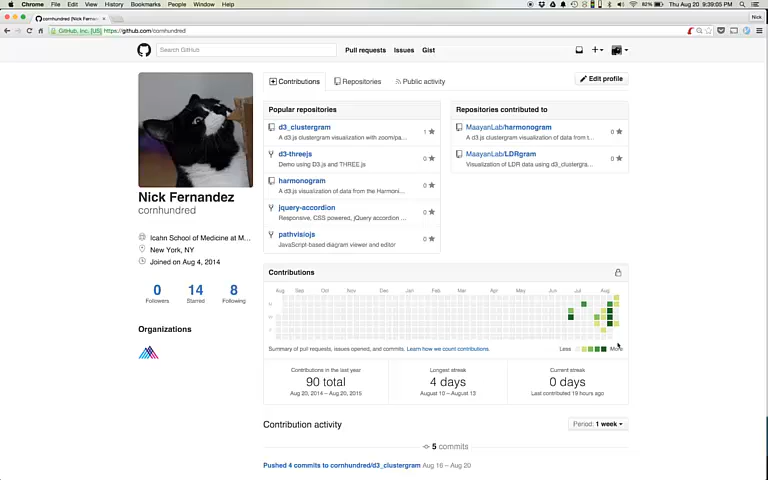 Chrome File Edit View History Bookmarks People Window Help
82% Thu Aug 20 9:39:05 PM
cornhundred (Nick Fernan
Nick
GitHub, Inc. [US] https://github.com/cornhundred
Search GitHub
Pull requests Issues Gist
Contributions Repositories Public activity
Edit profile
Popular repositories
d3_clustergram 1
A d3.js clustergram visualization with zoom/pa...
d3-threejs 0
Demo using D3.js and THREE.js
harmonogram 0
A d3.js visualization of data from the Harmoni...
jquery-accordion 0
Responsive, CSS powered, jQuery accordion ...
pathvisiojs 0
JavaScript-based diagram viewer and editor
Repositories contributed to
MaayanLab/harmonogram 0
A d3.js clustergram visualization of data from t...
MaayanLab/LDRgram 0
Visualization of LDR data using d3_clustergra...
Nick Fernandez
cornhundred
Icahn School of Medicine at M...
New York, NY
Joined on Aug 4, 2014
0 14 8
Followers Starred Following
Organizations
Contributions
Aug Sep Oct Nov Dec Jan Feb Mar Apr May Jun Jul Aug
M
W
F
Summary of pull requests, issues opened, and commits. Learn how we count contributions.
Less More
Contributions in the last year
90 total
Aug 20, 2014 – Aug 20, 2015
Longest streak
4 days
August 10 – August 13
Current streak
0 days
Last contributed 19 hours ago
Contribution activity
Period: 1 week
5 commits
Pushed 4 commits to cornhundred/d3_clustergram Aug 16 – Aug 20